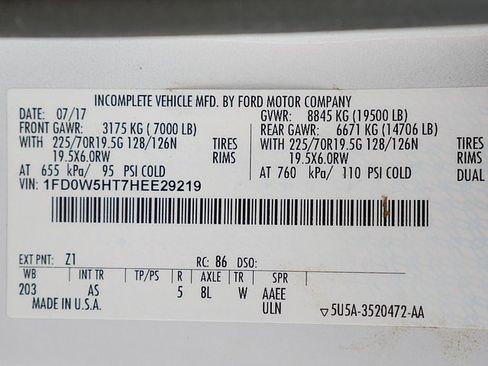 INCOMPLETE VEHICLE MFD. BY FORD MOTOR COMPANY
DATE: 07/17 GVWR: 8845 KG (19500 LB)
FRONT GAWR: 3175 KG ( 7000 LB) REAR GAWR: 6671 KG (14706 LB)
WITH 225/70R19.5G 128/126N TIRES WITH 225/70R19.5G 128/126N TIRES
19.5X6.0RW RIMS 19.5X6.0RW RIMS
AT 655 kPa/ 95 PSI COLD AT 760 kPa/ 110 PSI COLD DUAL
VIN: 1FD0W5HT7HEE29219
EXT PNT: Z1 RC: 86 DSO:
WB INT TR TP/PS R AXLE TR SPR
203 AS 5 8L W AAEE
MADE IN U.S.A. ULN ▽5U5A-3520472-AA